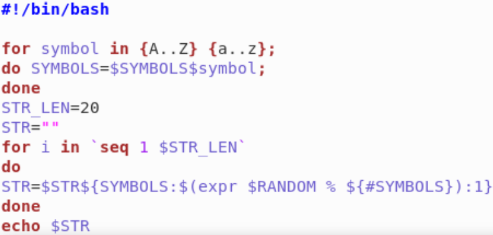 #!/bin/bash
for symbol in {A..Z} {a..z};
do SYMBOLS=$SYMBOLS$symbol;
done
STR_LEN=20
STR=""
for i in `seq 1 $STR_LEN`
do
STR=$STR${SYMBOLS:$(expr $RANDOM % ${#SYMBOLS}):1}
done
echo $STR